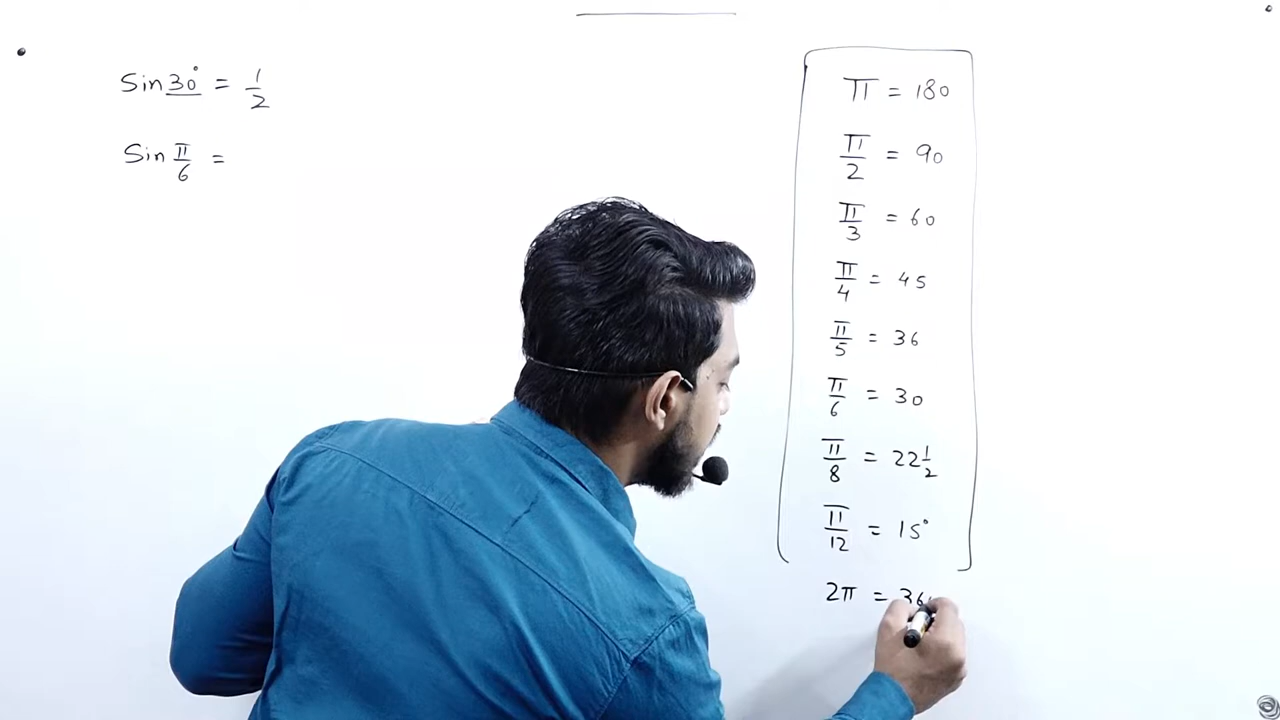 Sin 30° = 1/2
Sin π/6 =
π = 180
π/2 = 90
π/3 = 60
π/4 = 45
π/5 = 36
π/6 = 30
π/8 = 22 1/2
π/12 = 15°
2π = 36